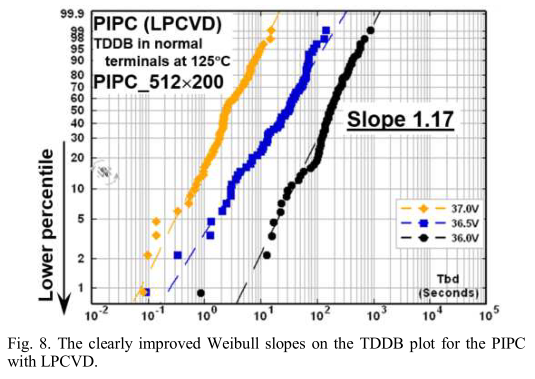 99.9
99
98
95
90
80
70
60
50
40
30
20
10
5
2
1
Lower percentile
PIPC (LPCVD)
TDDB in normal
terminals at 125°C
PIPC_512×200
Slope 1.17
37.0V
36.5V
36.0V
Tbd
(Seconds)
10-2 10-1 100 101 102 103 104 105
Fig. 8. The clearly improved Weibull slopes on the TDDB plot for the PIPC
with LPCVD.